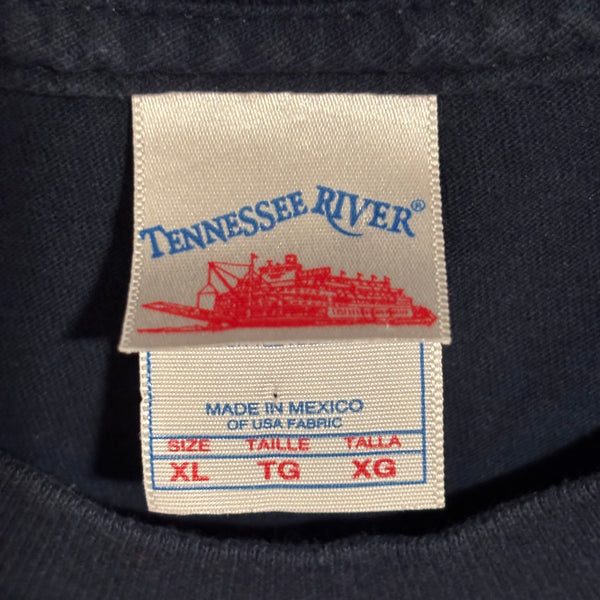 TENNESSEE RIVER®
MADE IN MEXICO
OF USA FABRIC
SIZE TAILLE TALLA
XL TG XG